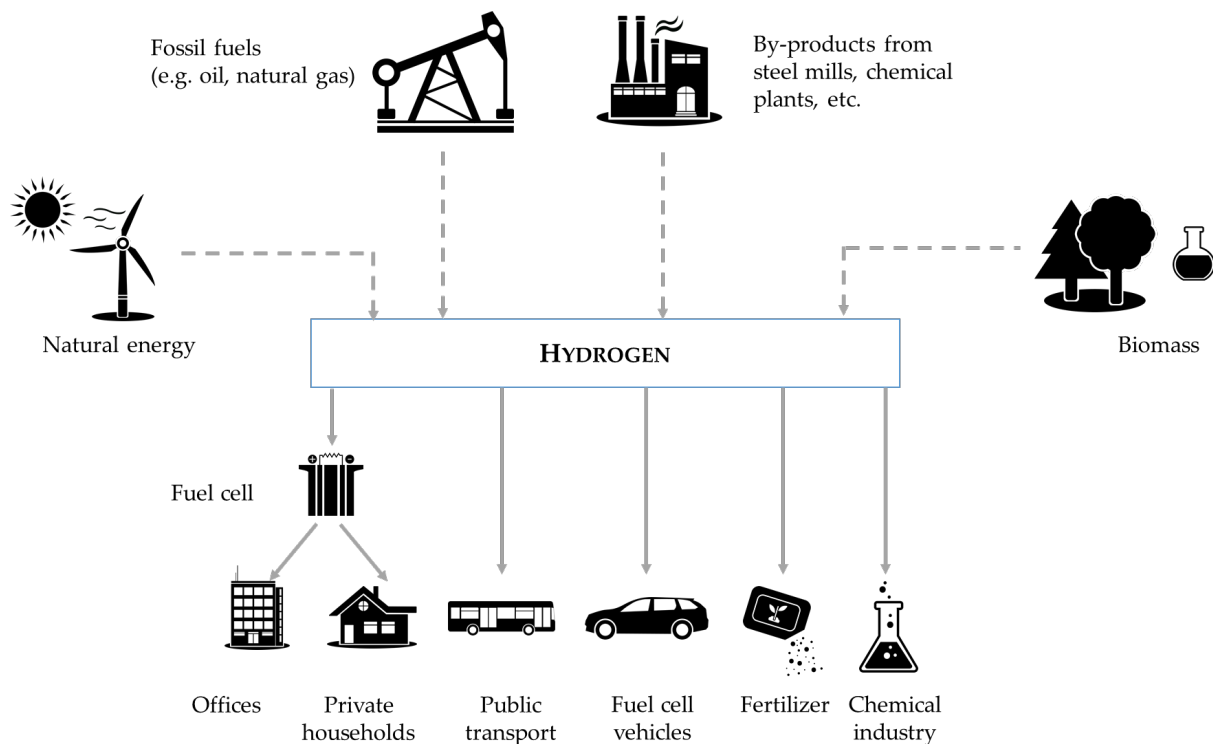 Fossil fuels
(e.g. oil, natural gas)
By-products from
steel mills, chemical
plants, etc.
Natural energy
Biomass
HYDROGEN
Fuel cell
Offices
Private
households
Public
transport
Fuel cell
vehicles
Fertilizer
Chemical
industry